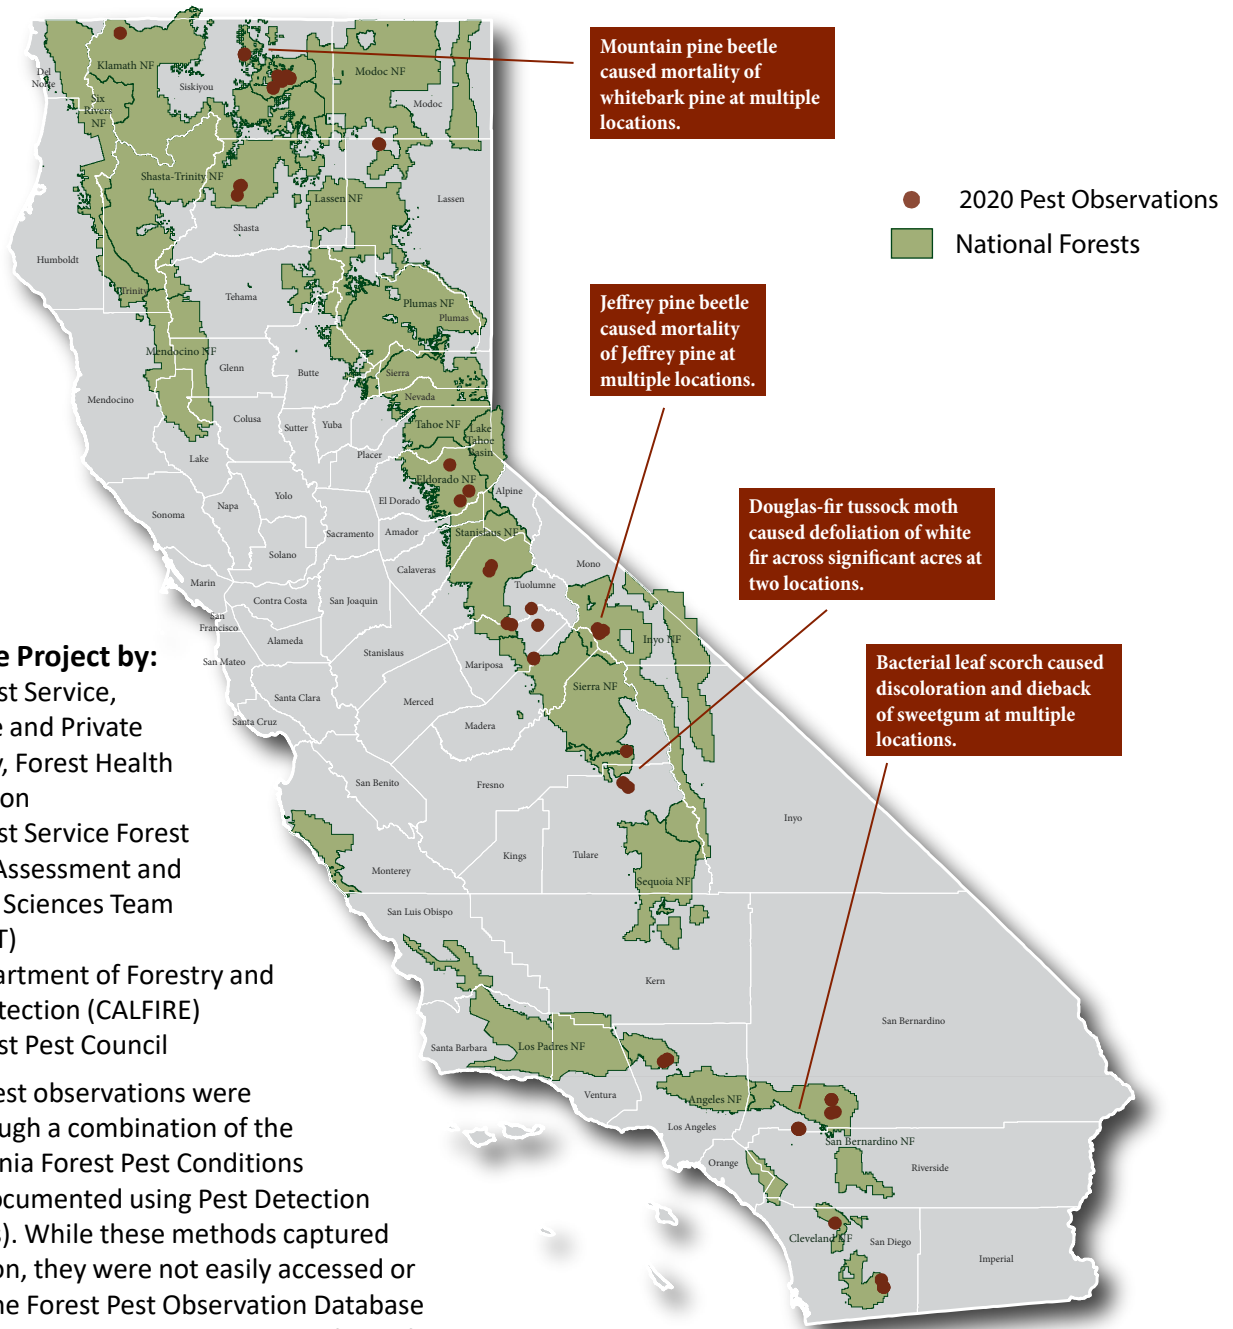 Mountain pine beetle
caused mortality of
whitebark pine at multiple
locations.
2020 Pest Observations
National Forests
Jeffrey pine beetle
caused mortality
of Jeffrey pine at
multiple locations.
Douglas-fir tussock moth
caused defoliation of white
fir across significant acres at
two locations.
Bacterial leaf scorch caused
discoloration and dieback
of sweetgum at multiple
locations.
Del
Norte
Klamath NF
Siskiyou
Modoc NF
Modoc
Six
Rivers
NF
Shasta-Trinity NF
Lassen NF
Lassen
Shasta
Humboldt
Trinity
Tehama
Plumas NF
Plumas
Mendocino NF
Glenn
Butte
Sierra
Nevada
Mendocino
Colusa
Sutter
Yuba
Tahoe NF
Lake
Tahoe
Basin
Lake
Placer
Eldorado NF
El Dorado
Alpine
Yolo
Napa
Sonoma
Sacramento
Amador
Stanislaus NF
Solano
Calaveras
Mono
Marin
Tuolumne
Contra Costa
San Joaquin
San
Francisco
Alameda
Inyo NF
San Mateo
Stanislaus
Mariposa
Sierra NF
Santa Clara
Merced
Santa Cruz
Madera
San Benito
Fresno
Inyo
Monterey
Kings
Tulare
Sequoia NF
San Luis Obispo
Kern
San Bernardino
Santa Barbara
Los Padres NF
Ventura
Angeles NF
Los Angeles
San Bernardino NF
Orange
Riverside
Cleveland NF
San Diego
Imperial
e Project by:
st Service,
e and Private
y, Forest Health
on
st Service Forest
Assessment and
Sciences Team
T)
artment of Forestry and
tection (CALFIRE)
st Pest Council
est observations were
ugh a combination of the
nia Forest Pest Conditions
ocumented using Pest Detection
s). While these methods captured
on, they were not easily accessed or
he Forest Pest Observation Database